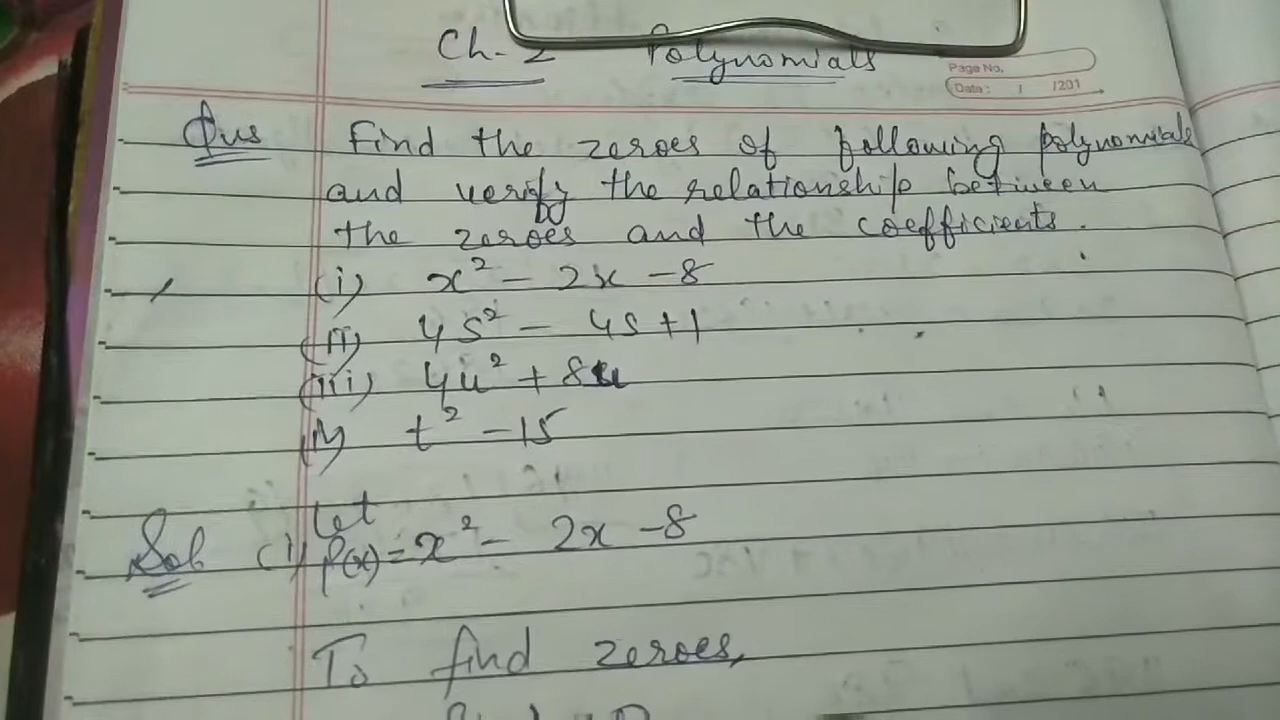 Ch-2 Polynomials
Page No.
Date: / /201
Qus Find the zeroes of following polynomials
and verify the relationship between
the zeroes and the coefficients.
(i) x² - 2x - 8
(ii) 4s² - 4s + 1
(iii) 4u² + 8u
(iv) t² - 15
Let
Sol (i) p(x) = x² - 2x - 8
To find zeroes,